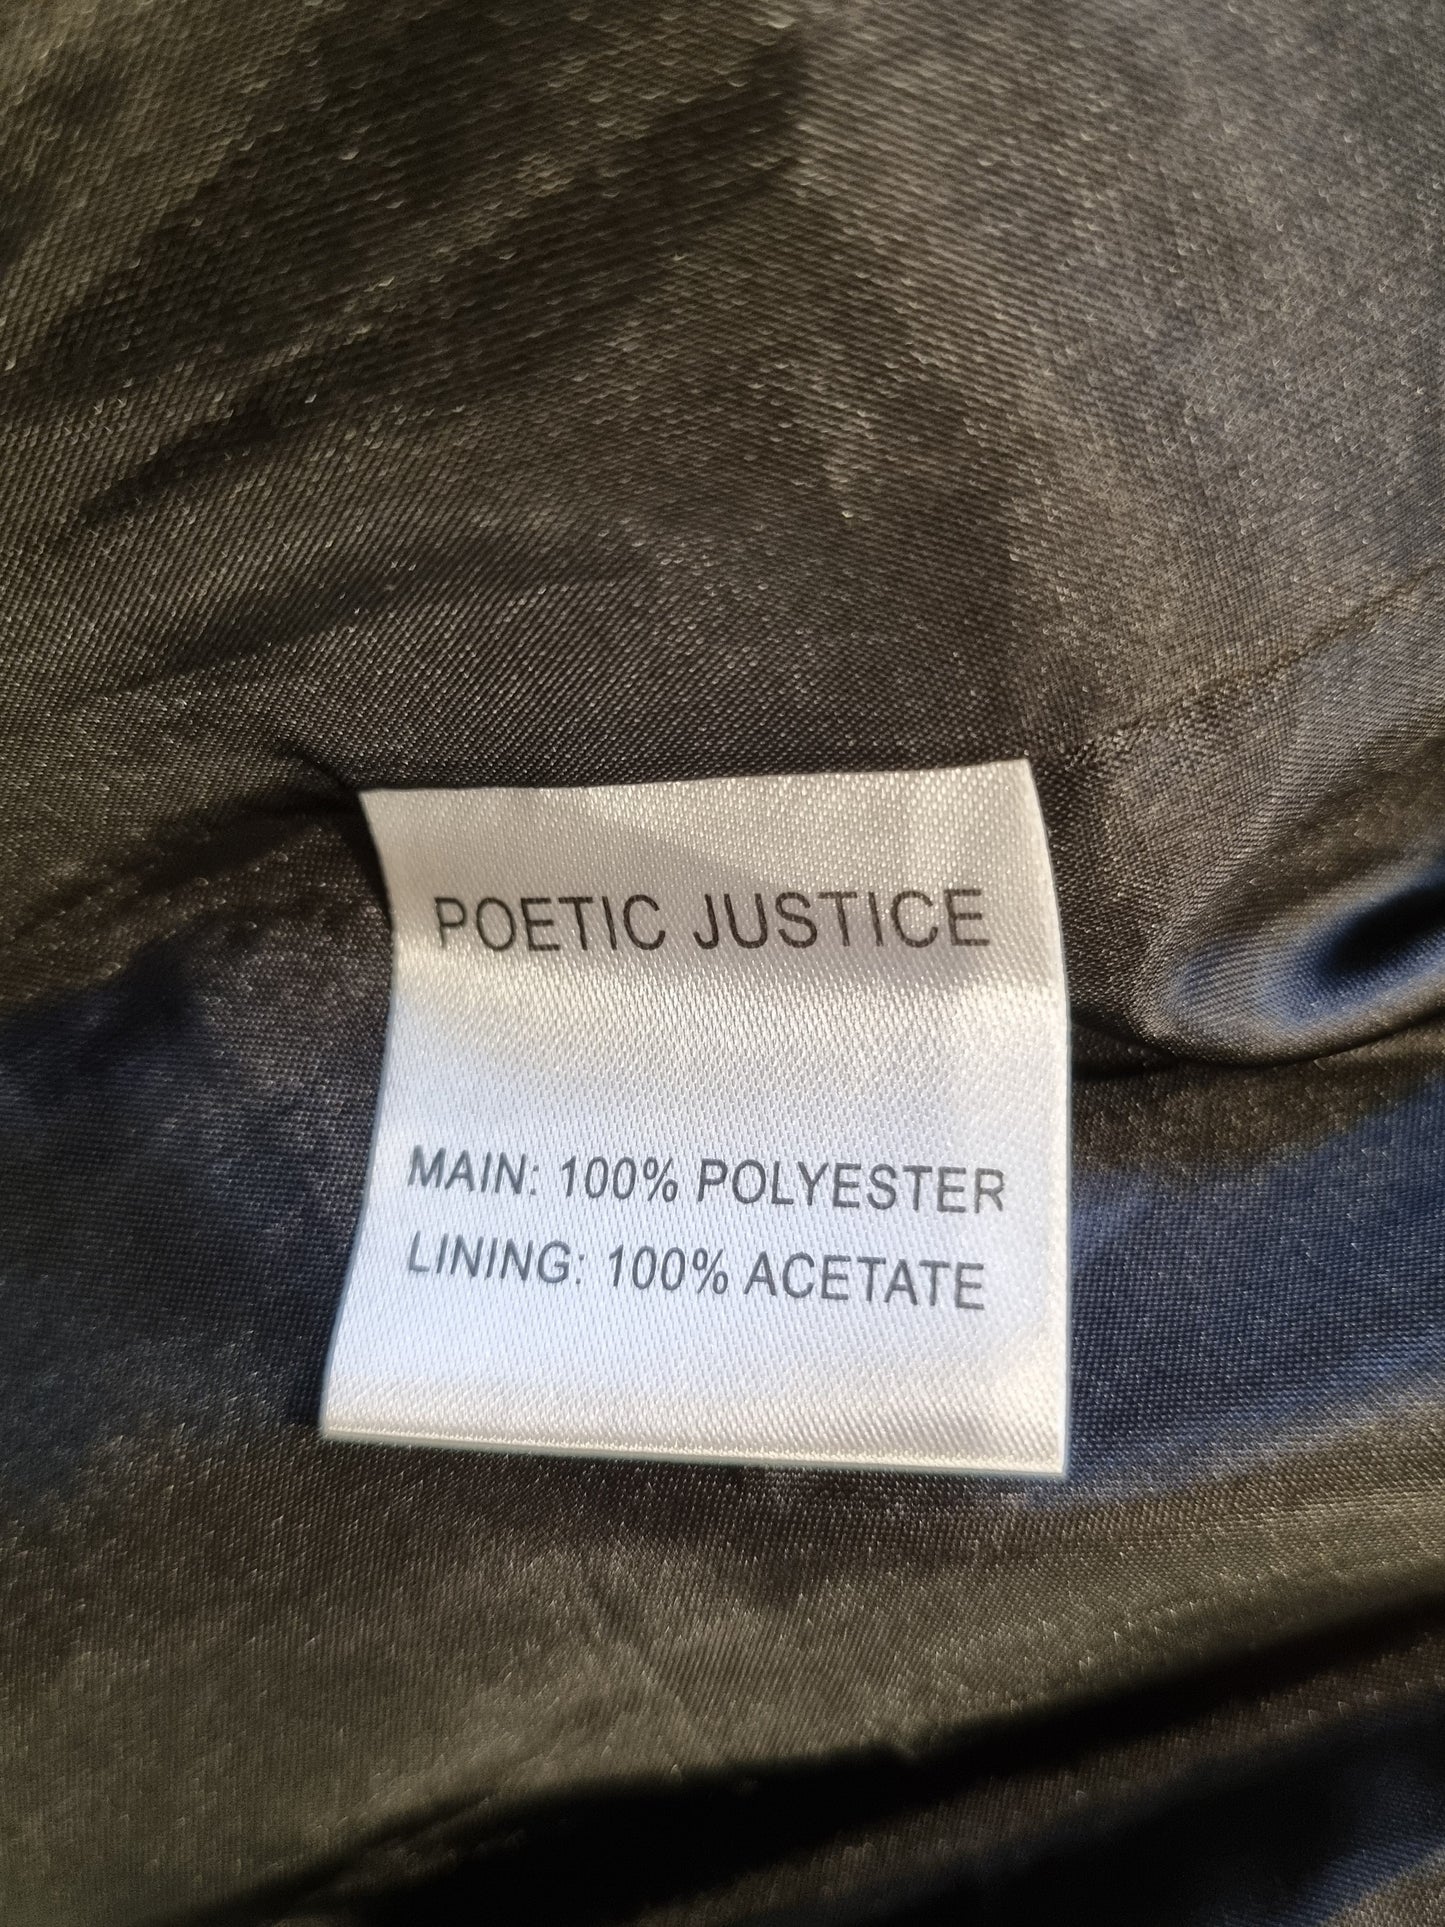 POETIC JUSTICE
MAIN: 100% POLYESTER
LINING: 100% ACETATE